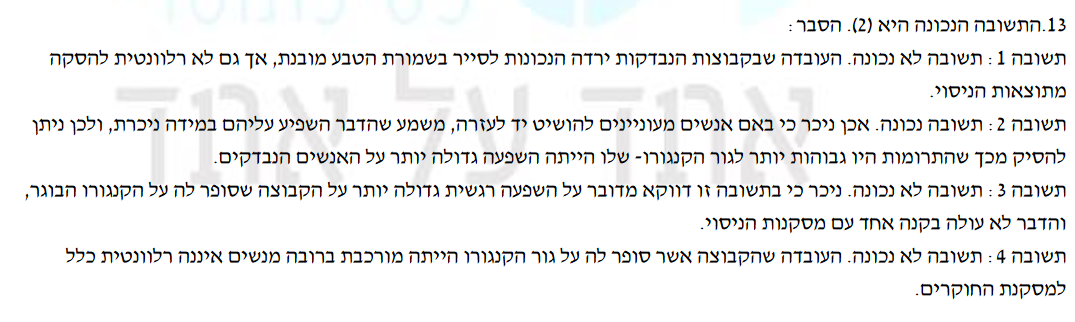 13.התשובה הנכונה היא (2). הסבר:
תשובה 1: תשובה לא נכונה. העובדה שבקבוצות הנבדקות ירדה הנכונות לסייר בשמורת הטבע מובנת, אך גם לא רלוונטית להסקה
מתוצאות הניסוי.
תשובה 2: תשובה נכונה. אכן ניכר כי באם אנשים מעוניינים להושיט יד לעזרה, משמע שהדבר השפיע עליהם במידה ניכרת, ולכן ניתן
להסיק מכך שהתרומות היו גבוהות יותר לגור הקנגורו- שלו הייתה השפעה גדולה יותר על האנשים הנבדקים.
תשובה 3: תשובה לא נכונה. ניכר כי בתשובה זו דווקא מדובר על השפעה רגשית גדולה יותר על הקבוצה שסופר לה על הקנגורו הבוגר,
והדבר לא עולה בקנה אחד עם מסקנות הניסוי.
תשובה 4: תשובה לא נכונה. העובדה שהקבוצה אשר סופר לה על גור הקנגורו הייתה מורכבת ברובה מנשים איננה רלוונטית כלל
למסקנת החוקרים.
אחד על אחד